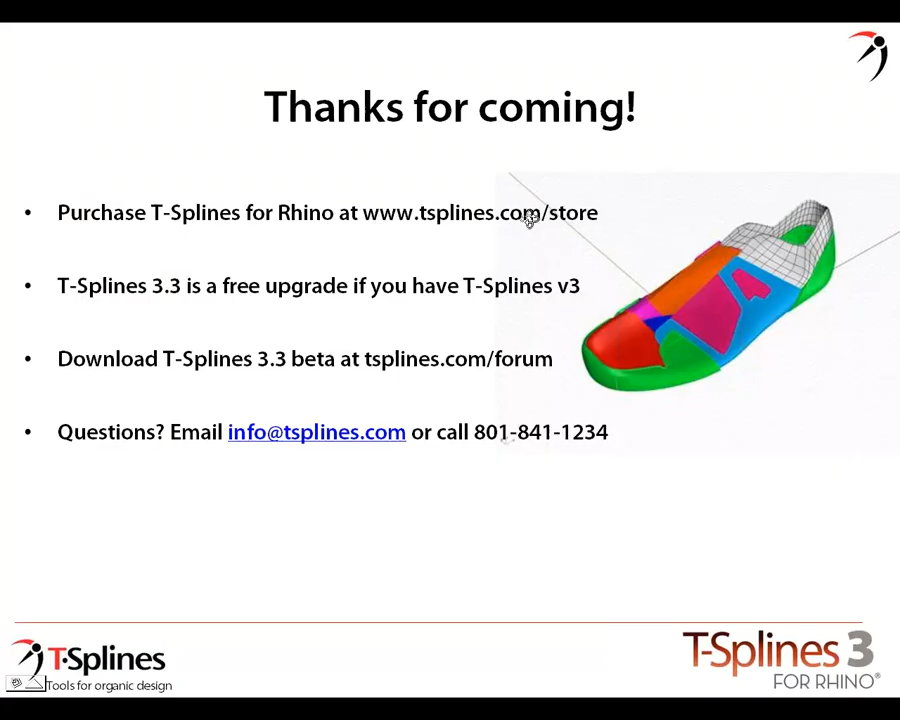 Thanks for coming!
• Purchase T-Splines for Rhino at www.tsplines.com/store
• T-Splines 3.3 is a free upgrade if you have T-Splines v3
• Download T-Splines 3.3 beta at tsplines.com/forum
• Questions? Email info@tsplines.com or call 801-841-1234
T•Splines
Tools for organic design
T-Splines 3
FOR RHINO®